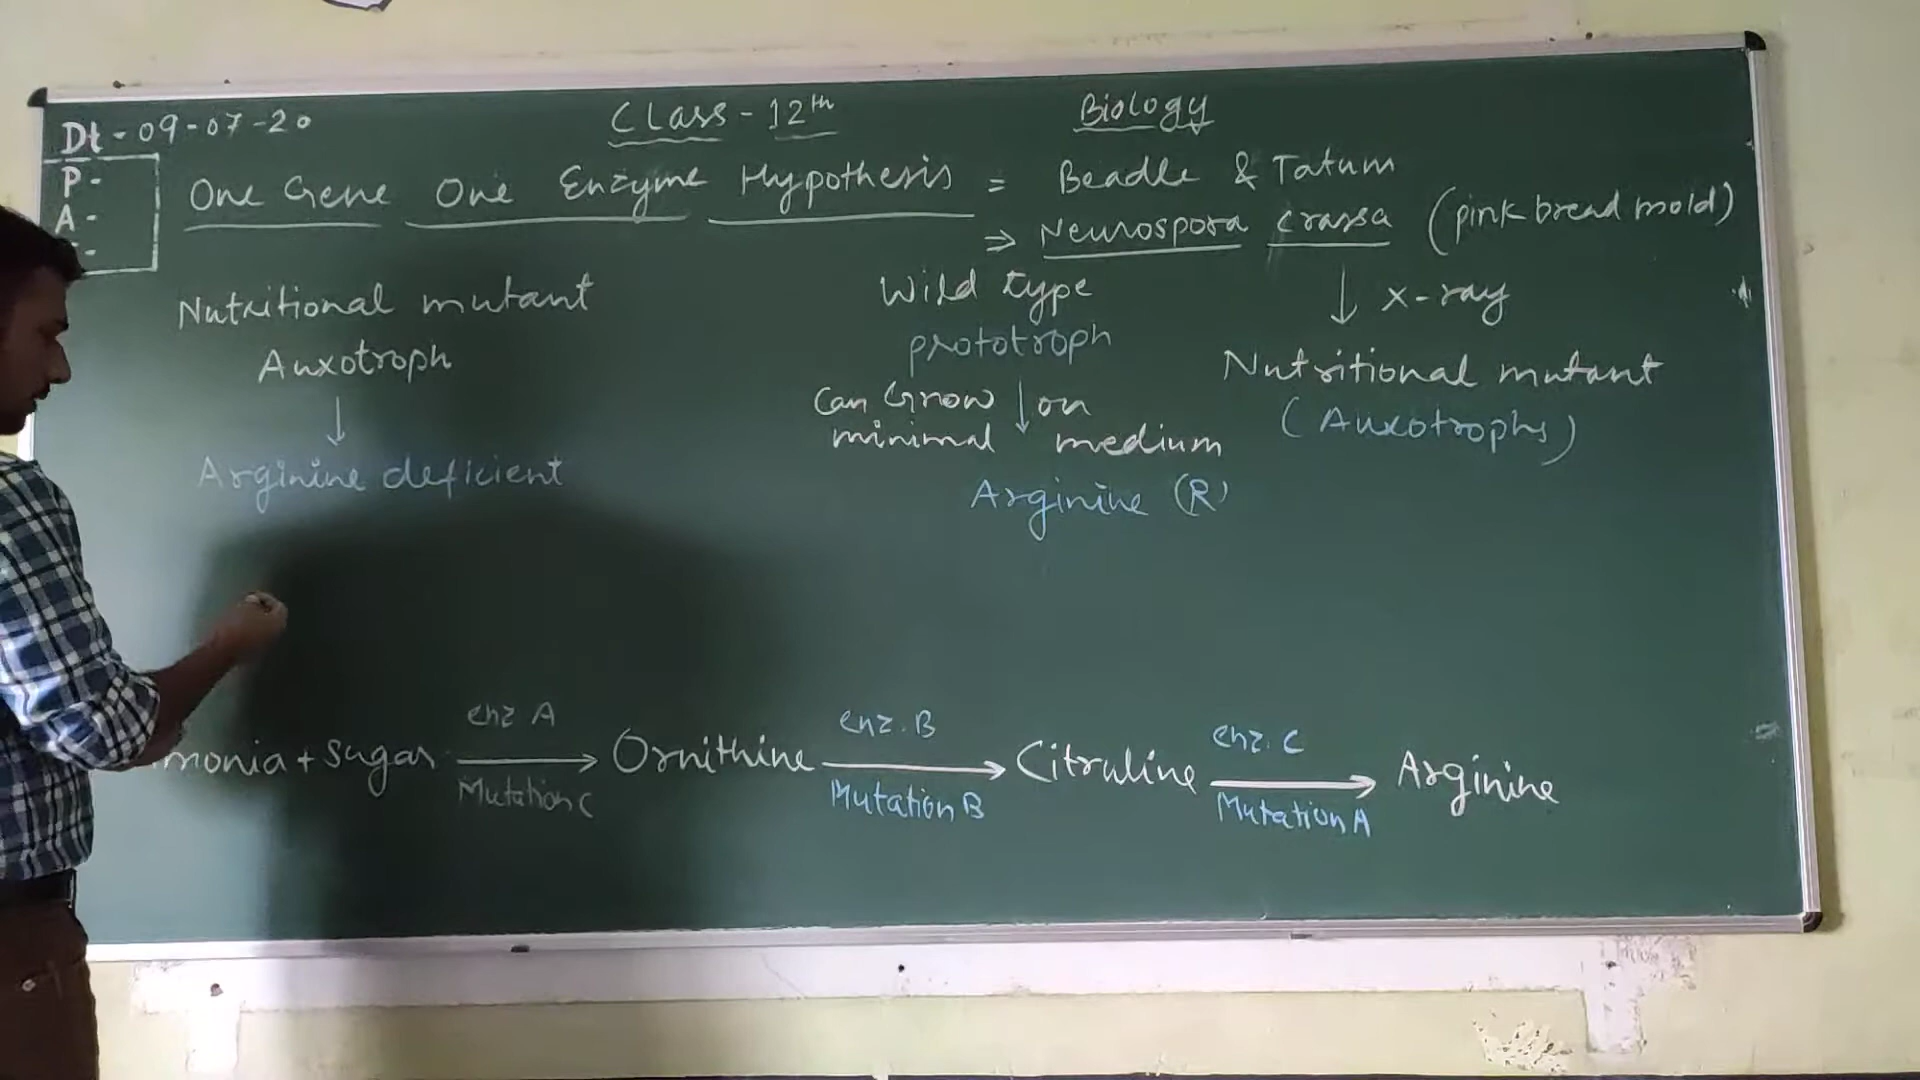 Dt - 09-07-20
Class - 12th
Biology
P -
A -
-
One Gene One Enzyme Hypothesis = Beadle & Tatum
⇒ Neurospora crassa (pink bread mold)
Nutritional mutant
Auxotroph
↓
Arginine deficient
Wild type
prototroph
Can Grow ↓ on
minimal medium
Arginine (R)
↓ X-ray
Nutritional mutant
(Auxotrophs)
enz A
enz. B
enz. C
monia + sugar → Ornithine → Citruline → Arginine
Mutation C
Mutation B
Mutation A